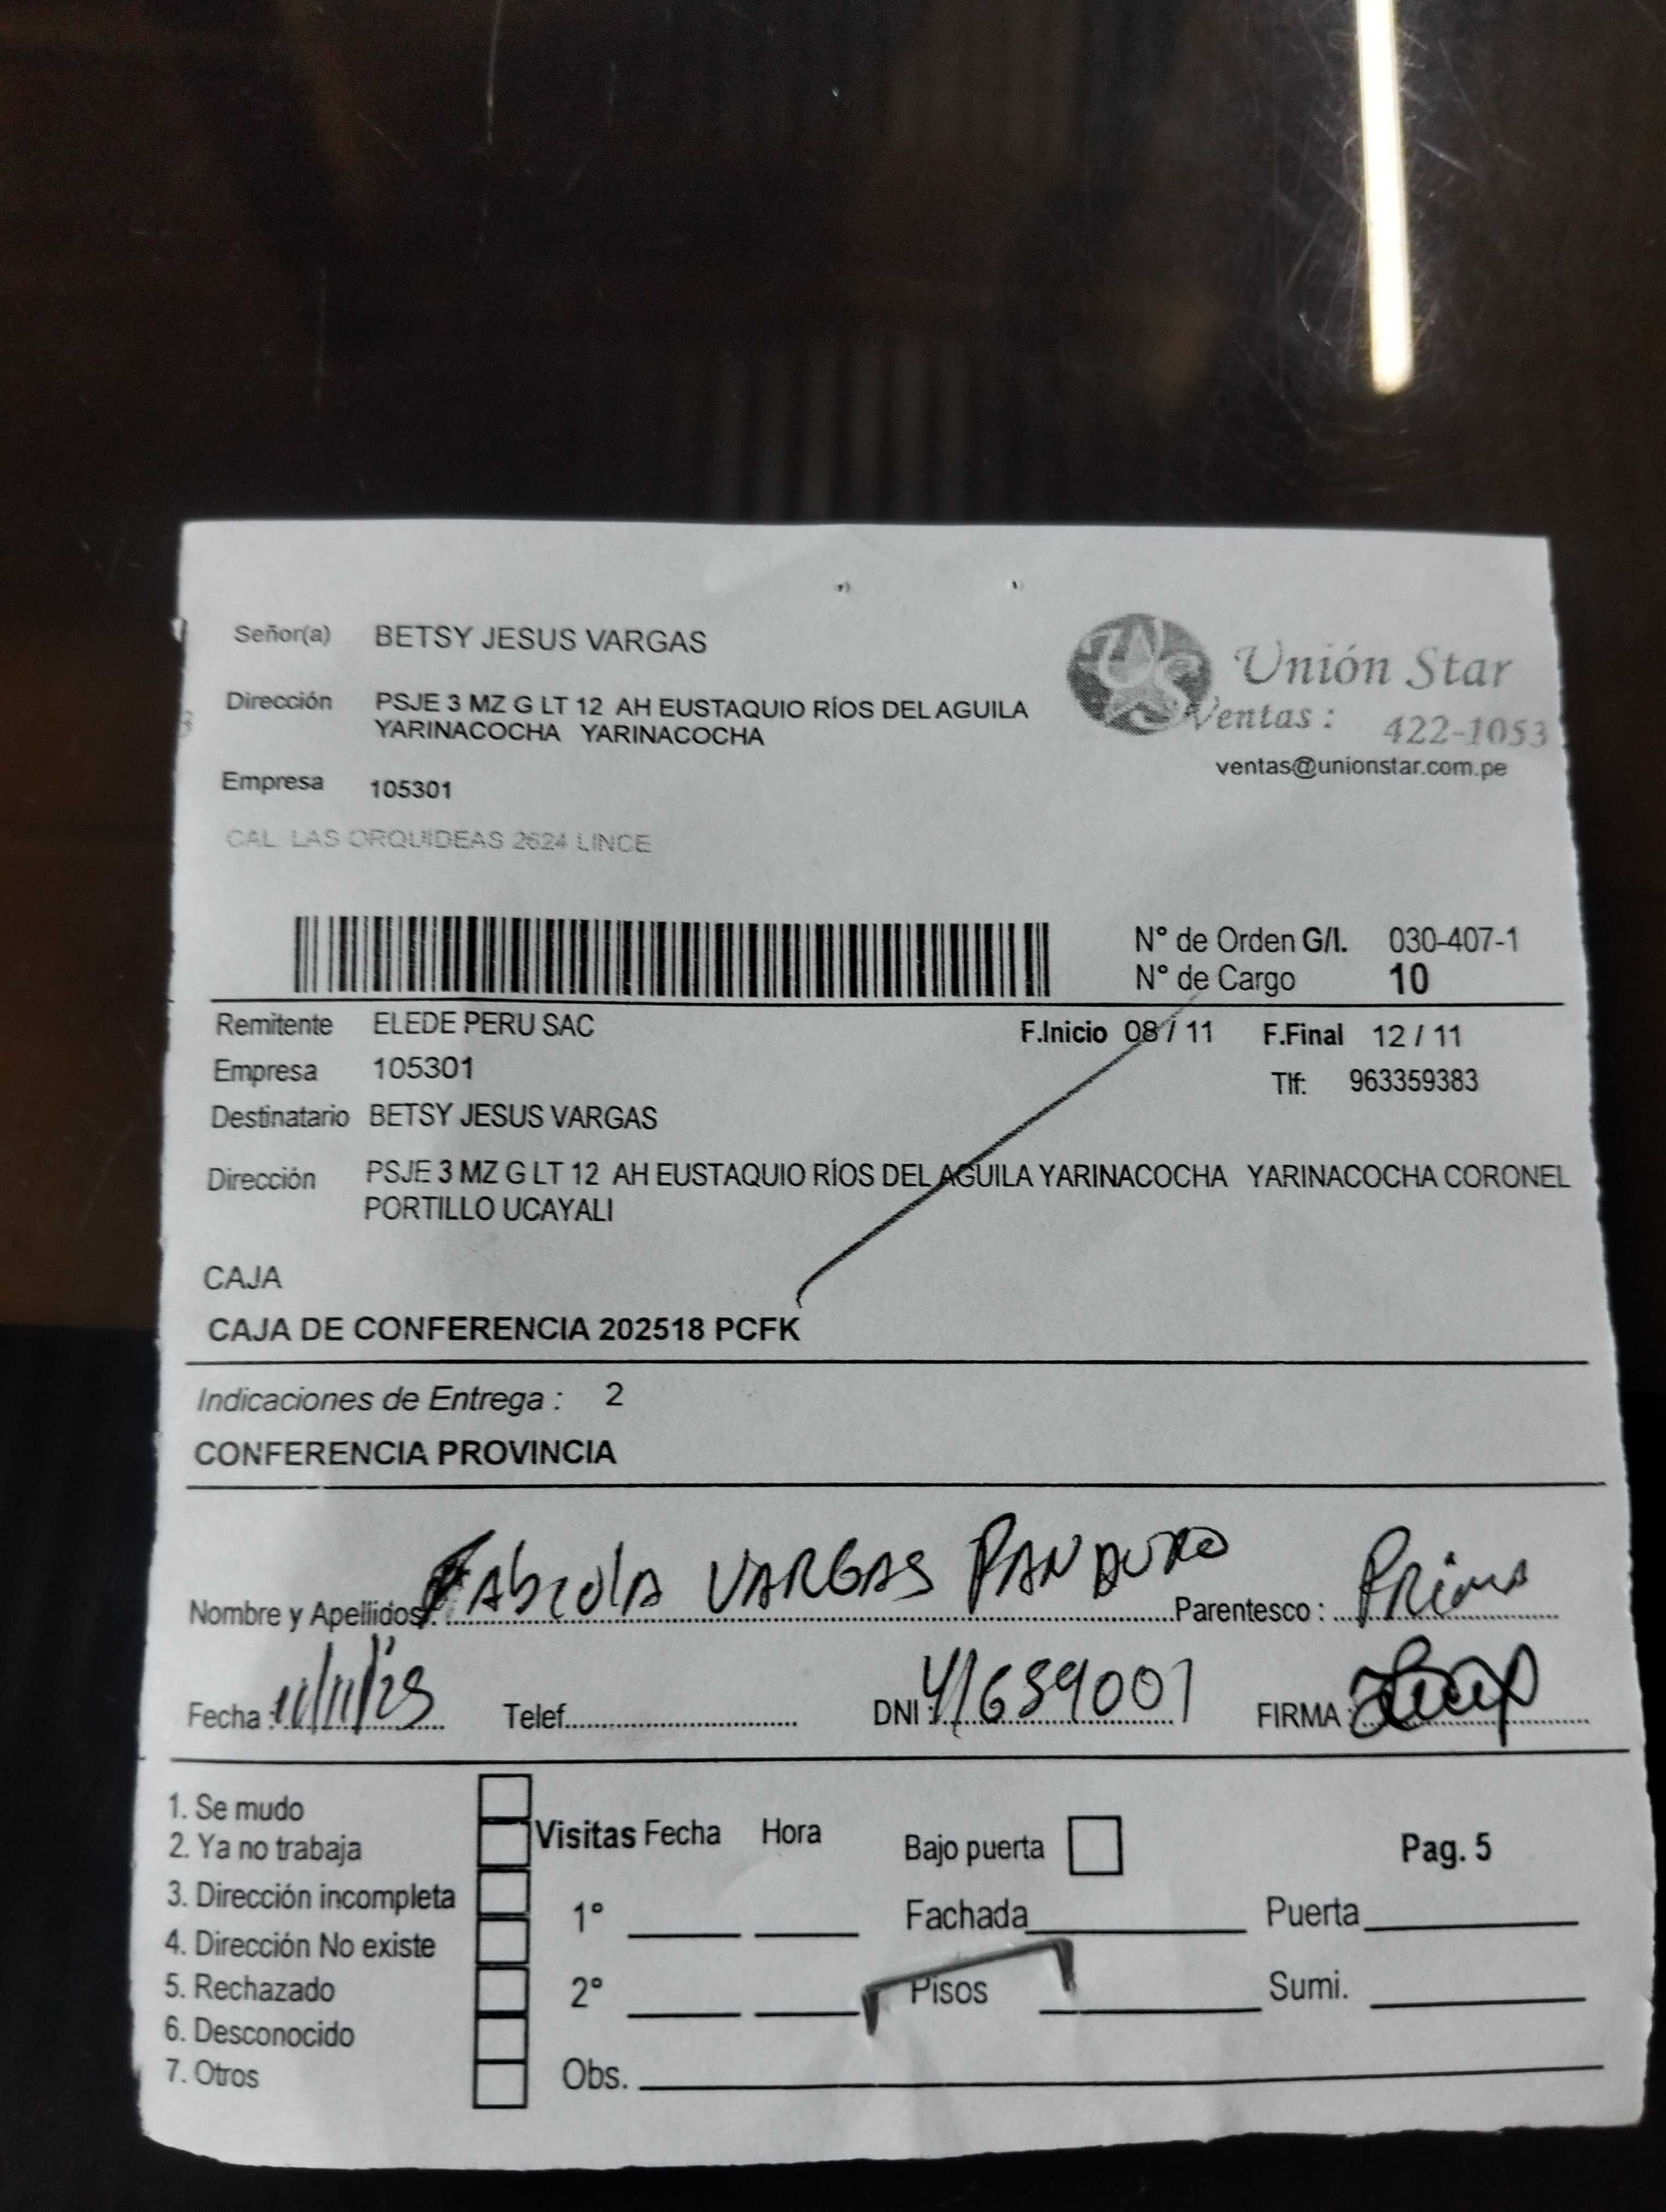 Señor(a) BETSY JESUS VARGAS
Unión Star
Dirección PSJE 3 MZ G LT 12 AH EUSTAQUIO RÍOS DEL AGUILA
YARINACOCHA YARINACOCHA
Ventas : 422-1053
ventas@unionstar.com.pe
Empresa 105301
CAL. LAS ORQUIDEAS 2624 LINCE
N° de Orden G/I. 030-407-1
N° de Cargo 10
Remitente ELEDE PERU SAC F.Inicio 08 / 11 F.Final 12 / 11
Empresa 105301 Tlf: 963359383
Destinatario BETSY JESUS VARGAS
Dirección PSJE 3 MZ G LT 12 AH EUSTAQUIO RÍOS DEL AGUILA YARINACOCHA YARINACOCHA CORONEL
PORTILLO UCAYALI
CAJA
CAJA DE CONFERENCIA 202518 PCFK
Indicaciones de Entrega : 2
CONFERENCIA PROVINCIA
Nombre y Apellidos: FAbiolA VARGAS PANDURO Parentesco : PRima
Fecha : 11/11/25 Telef. DNI : 41659001 FIRMA :
1. Se mudo
2. Ya no trabaja
3. Dirección incompleta
4. Dirección No existe
5. Rechazado
6. Desconocido
7. Otros
Visitas Fecha Hora
1°
2°
Obs.
Bajo puerta Pag. 5
Fachada Puerta
Pisos Sumi.